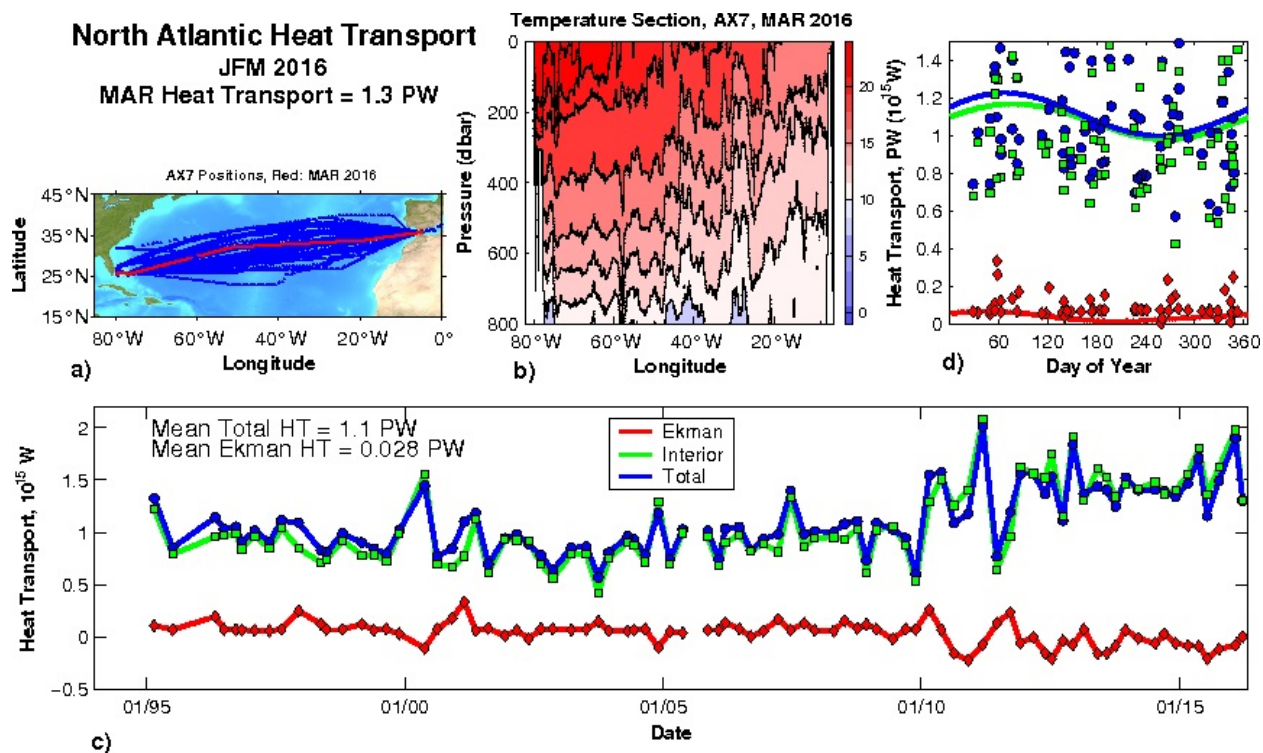 North Atlantic Heat Transport
JFM 2016
MAR Heat Transport = 1.3 PW
AX7 Positions, Red: MAR 2016
45°N
35°N
25°N
15°N
Latitude
80°W
60°W
40°W
20°W
0°
Longitude
a)
Temperature Section, AX7, MAR 2016
0
200
400
600
800
Pressure (dbar)
80°W
60°W
40°W
20°W
Longitude
b)
20
15
10
5
0
1.4
1.2
1
0.8
0.6
0.4
0.2
0
Heat Transport, PW (10¹⁵W)
60
120
180
240
300
360
Day of Year
d)
Mean Total HT = 1.1 PW
Mean Ekman HT = 0.028 PW
Ekman
Interior
Total
2
1.5
1
0.5
0
−0.5
Heat Transport, 10¹⁵ W
01/95
01/00
01/05
01/10
01/15
Date
c)